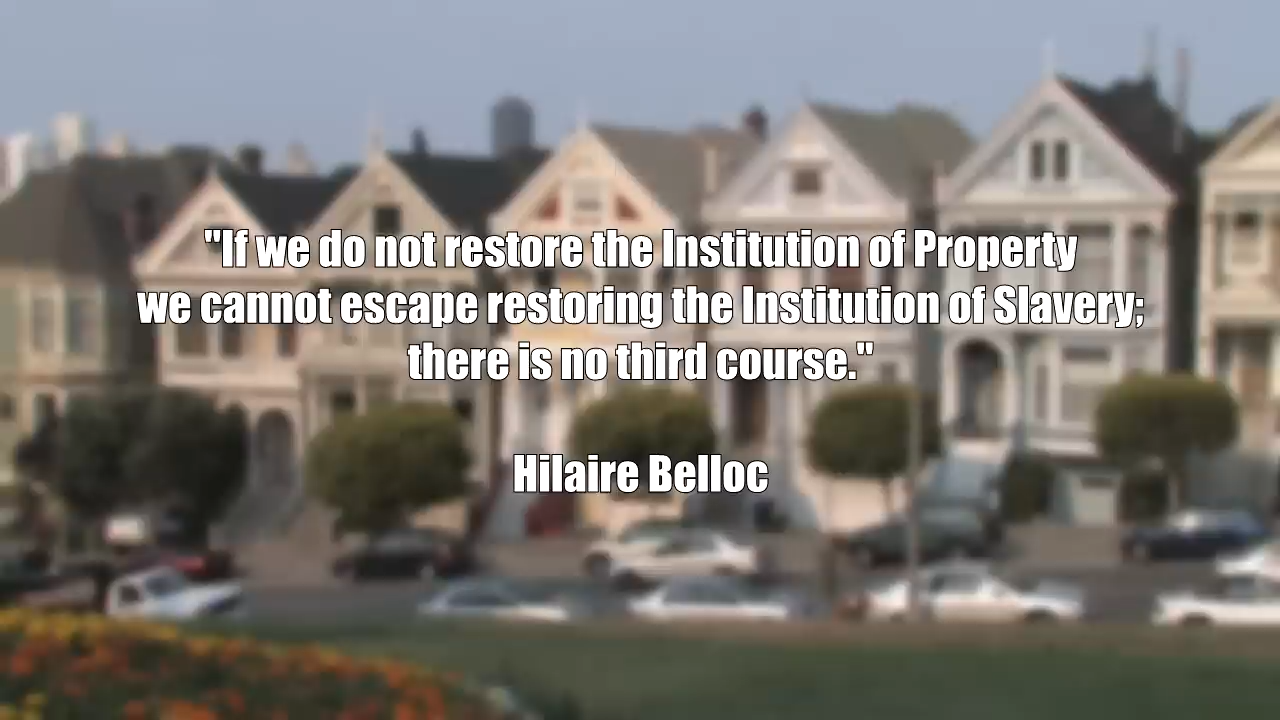 "If we do not restore the Institution of Property
we cannot escape restoring the Institution of Slavery;
there is no third course."
Hilaire Belloc